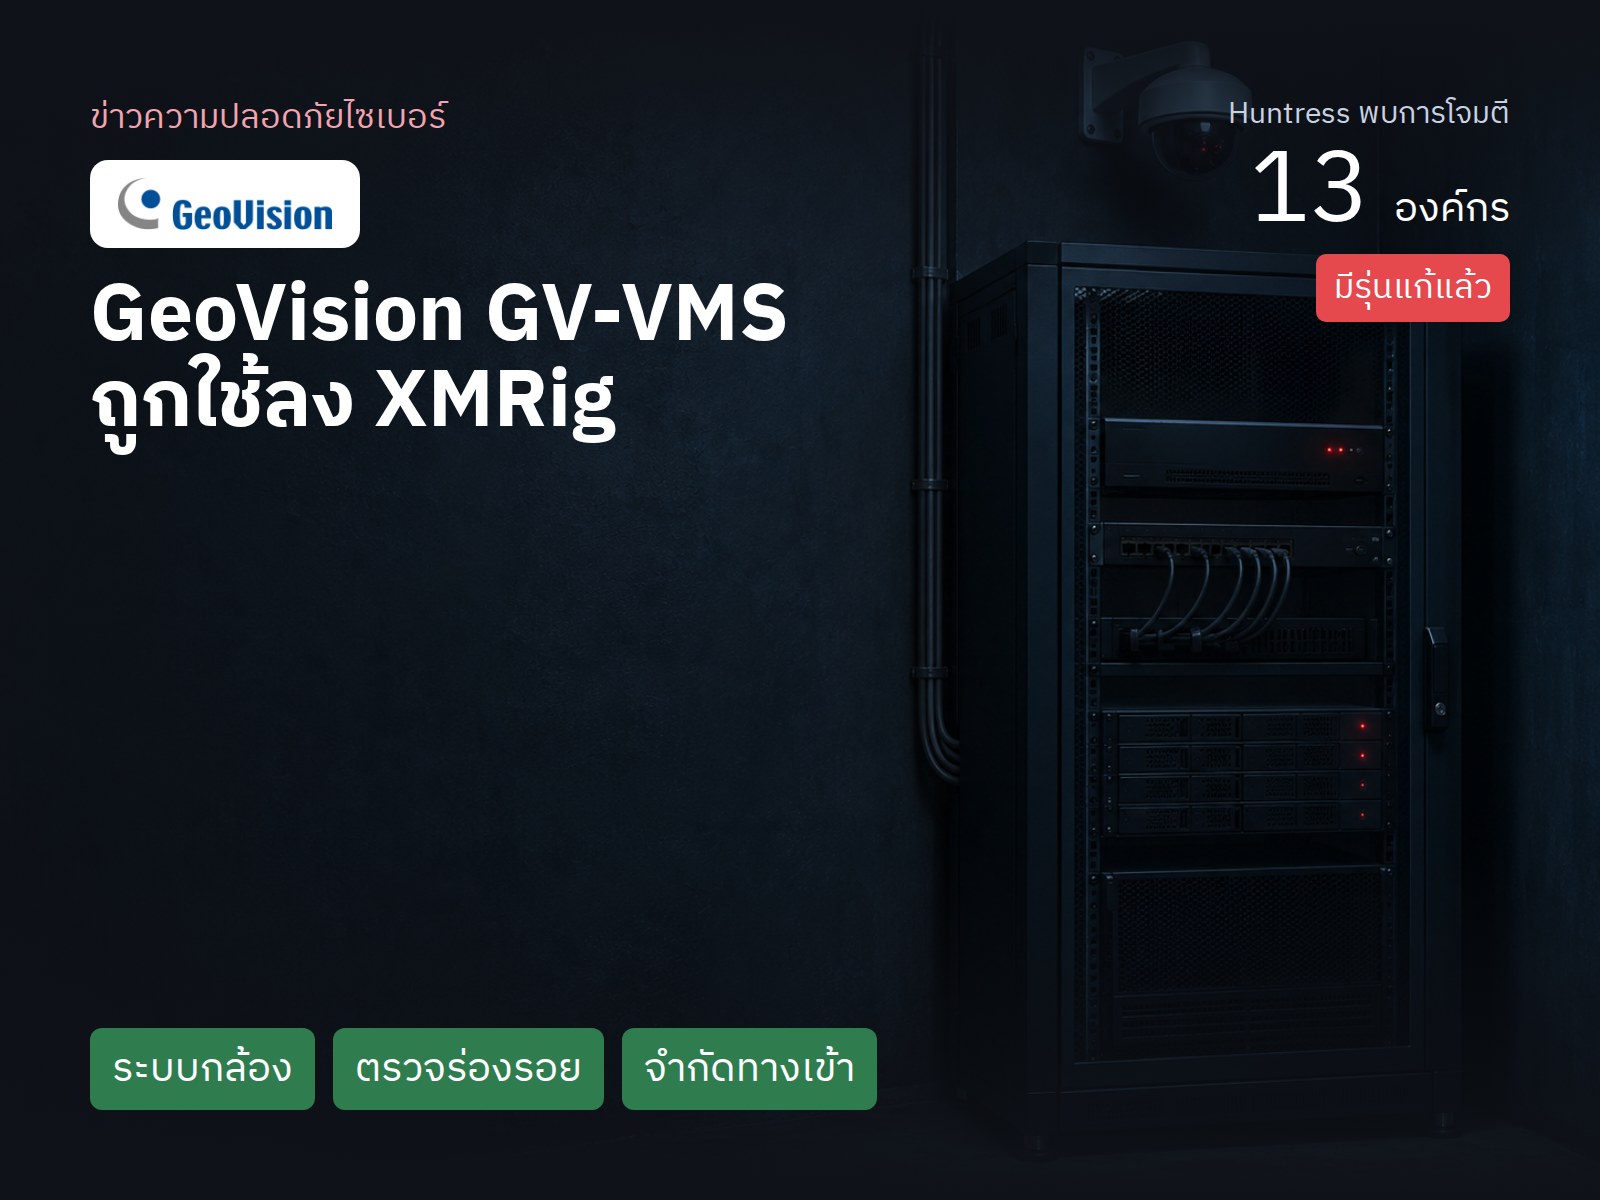 ข่าวความปลอดภัยไซเบอร์
GeoVision
GeoVision GV-VMS
ถูกใช้ลง XMRig
Huntress พบการโจมตี
13 องค์กร
มีรุ่นแก้แล้ว
ระบบกล้อง
ตรวจร่องรอย
จำกัดทางเข้า